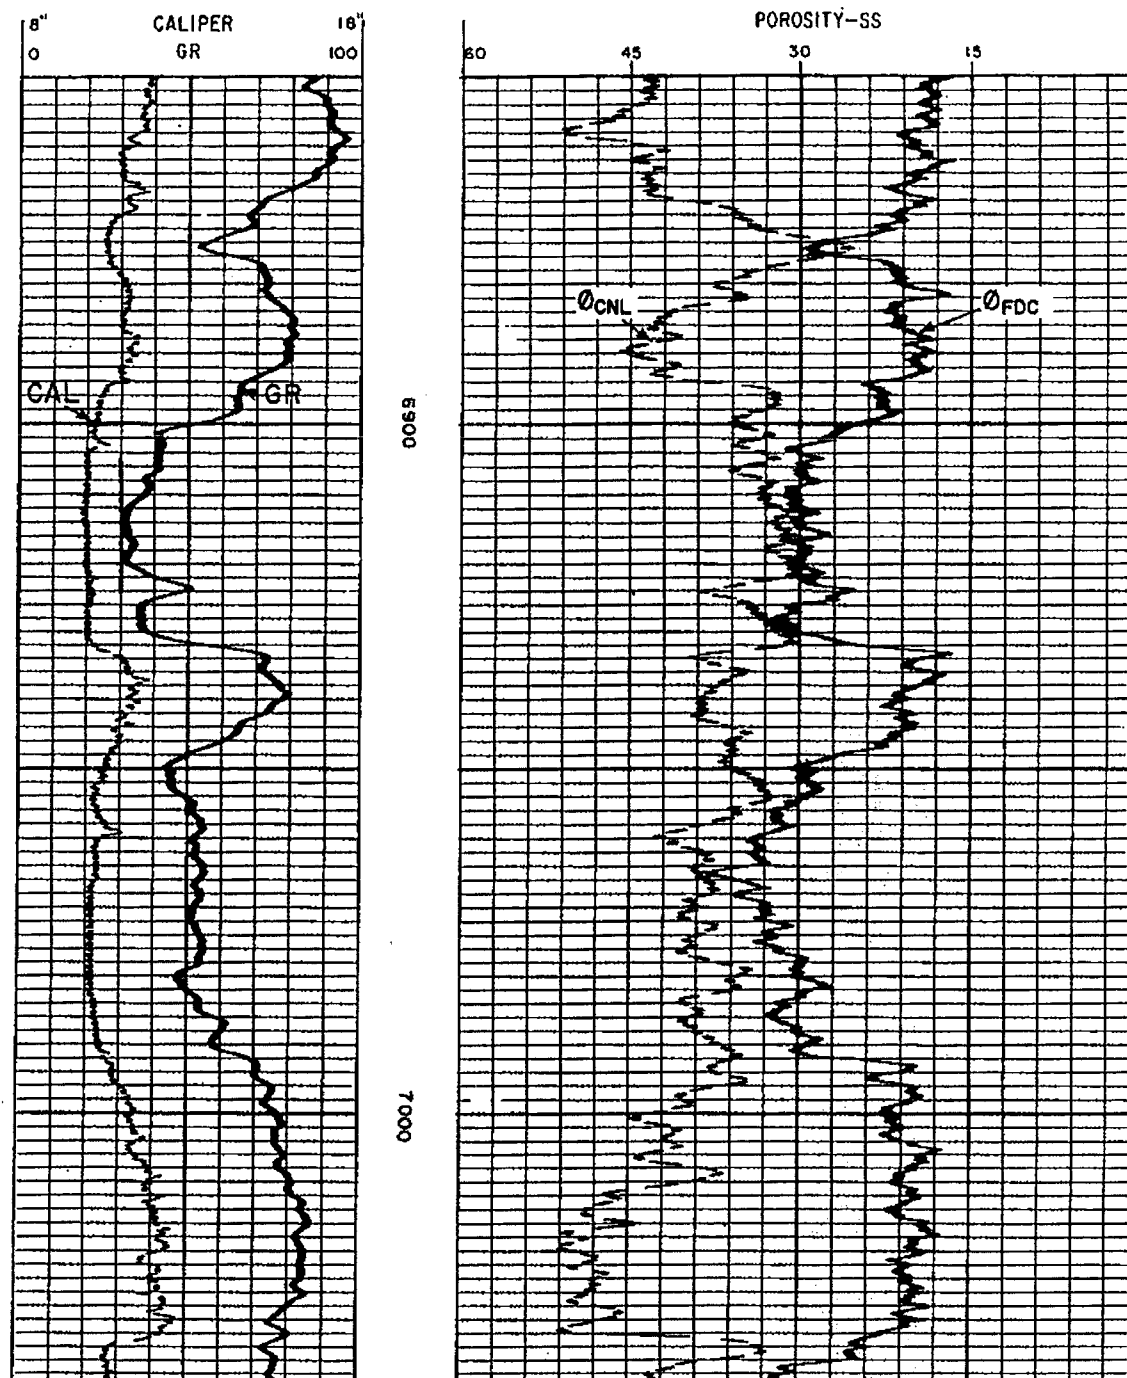 8" CALIPER 18"
0 GR 100
POROSITY-SS
60 45 30 15
ØCNL
ØFDC
CAL
GR
6900
7000